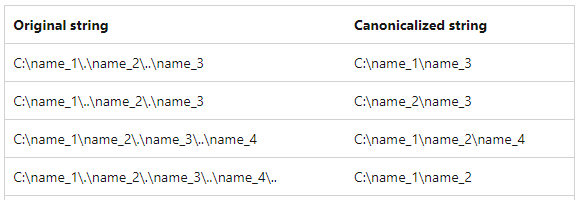 Original string Canonicalized string
C:\name_1\.\name_2\..\name_3 C:\name_1\name_3
C:\name_1\..\name_2\.\name_3 C:\name_2\name_3
C:\name_1\name_2\.\name_3\..\name_4 C:\name_1\name_2\name_4
C:\name_1\.\name_2\.\name_3\..\name_4\.. C:\name_1\name_2